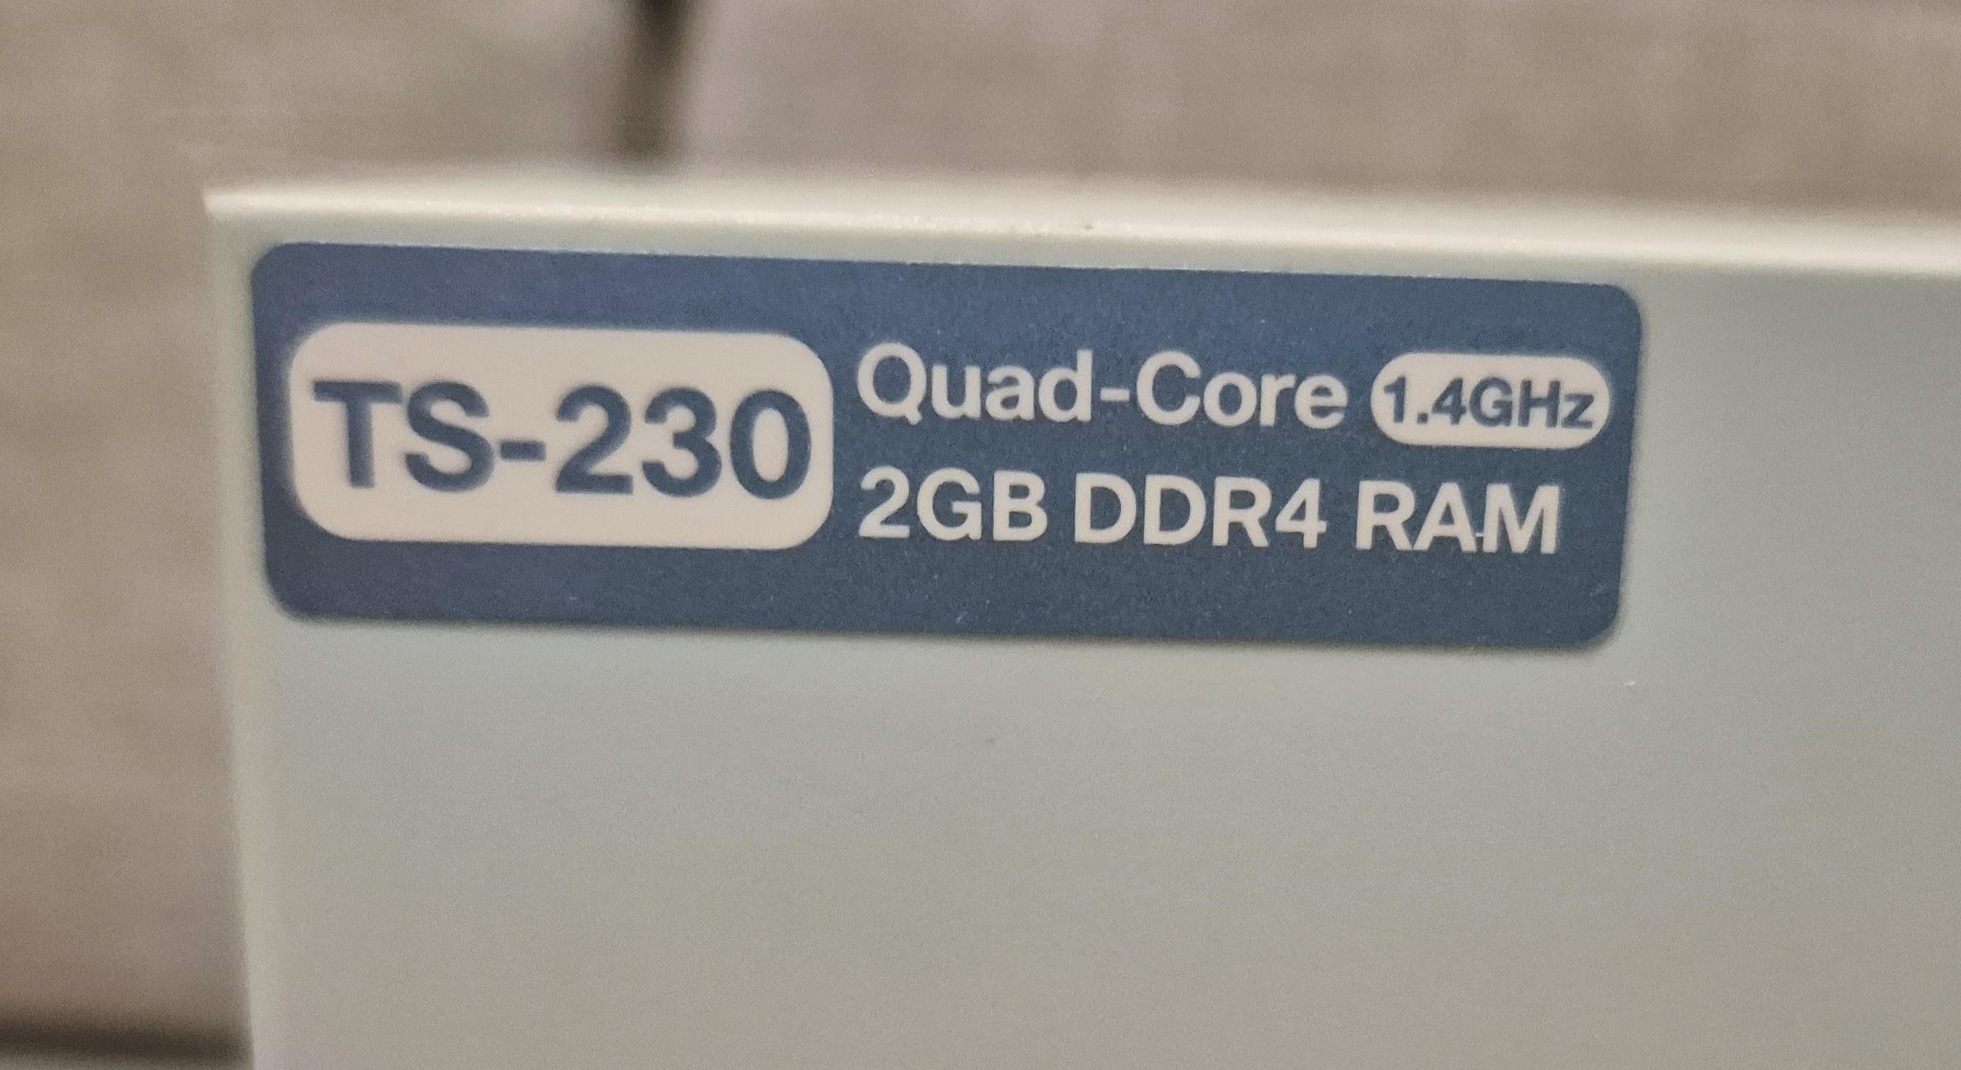 TS-230
Quad-Core 1.4GHz
2GB DDR4 RAM